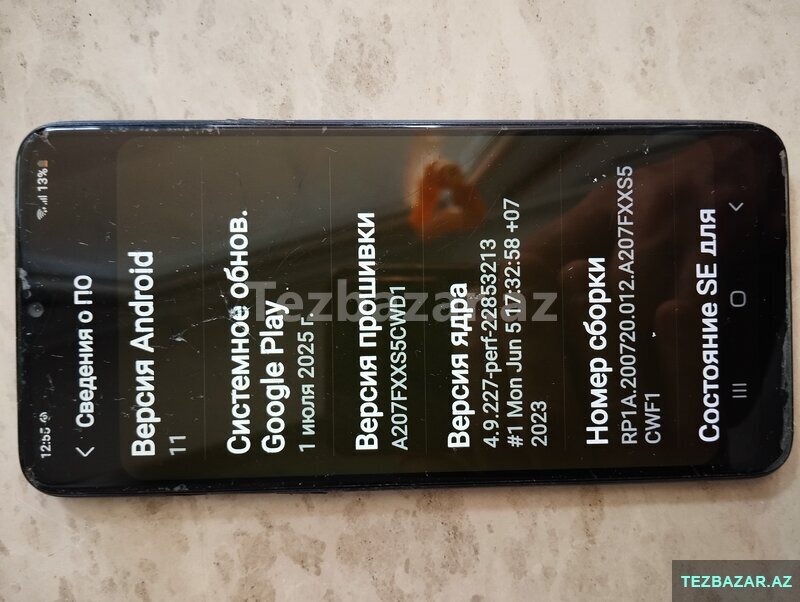 12:58
13%
Сведения о ПО
Версия Android
11
Системное обнов.
Google Play
1 июля 2025 г.
Версия прошивки
A207FXXS5CWD1
Версия ядра
4.9.227-perf-22853213
#1 Mon Jun 5 17:32:58 +07
2023
Номер сборки
RP1A.200720.012.A207FXXS5
CWF1
Состояние SE для
Tezbazar.az
TEZBAZAR.AZ